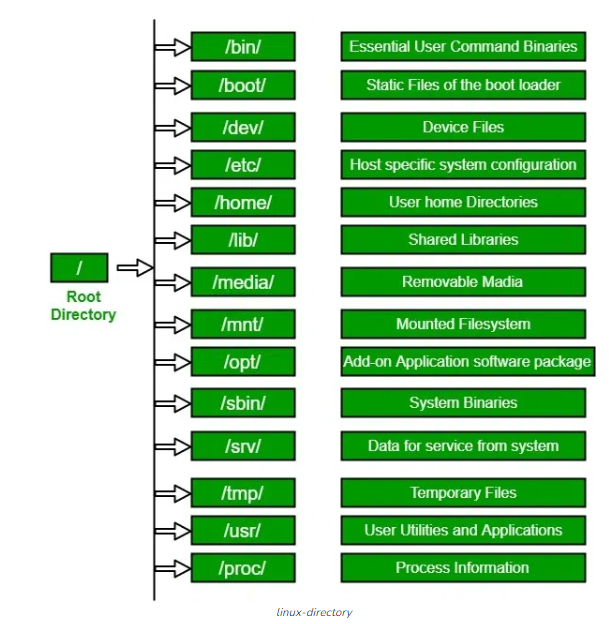 /bin/ Essential User Command Binaries
/boot/ Static Files of the boot loader
/dev/ Device Files
/etc/ Host specific system configuration
/home/ User home Directories
/lib/ Shared Libraries
/
Root
Directory
/media/ Removable Madia
/mnt/ Mounted Filesystem
/opt/ Add-on Application software package
/sbin/ System Binaries
/srv/ Data for service from system
/tmp/ Temporary Files
/usr/ User Utilities and Applications
/proc/ Process Information
linux-directory